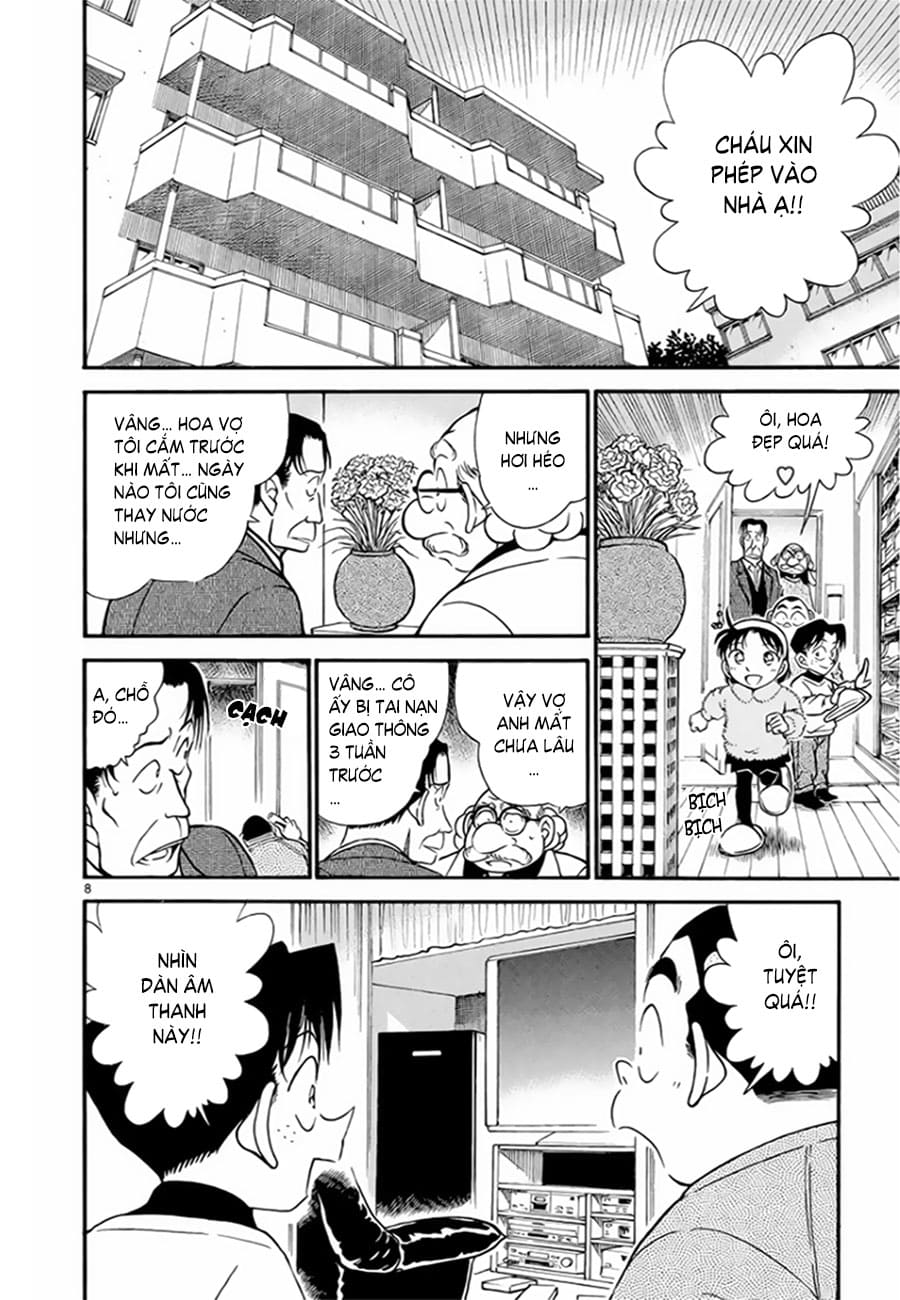 CHÁU XIN
PHÉP VÀO
NHÀ Ạ!!
ÔI, HOA
ĐẸP QUÁ!
NHƯNG
HƠI HÉO
...
VÂNG... HOA VỢ
TÔI CẮM TRƯỚC
KHI MẤT... NGÀY
NÀO TÔI CŨNG
THAY NƯỚC
NHƯNG...
BỊCH
BỊCH
VẬY VỢ
ANH MẤT
CHƯA LÂU
...
VÂNG... CÔ
ẤY BỊ TAI NẠN
GIAO THÔNG
3 TUẦN
TRƯỚC
...
CẠCH
A, CHỖ
ĐÓ...
8
ÔI,
TUYỆT
QUÁ!!
NHÌN
DÀN ÂM
THANH
NÀY!!